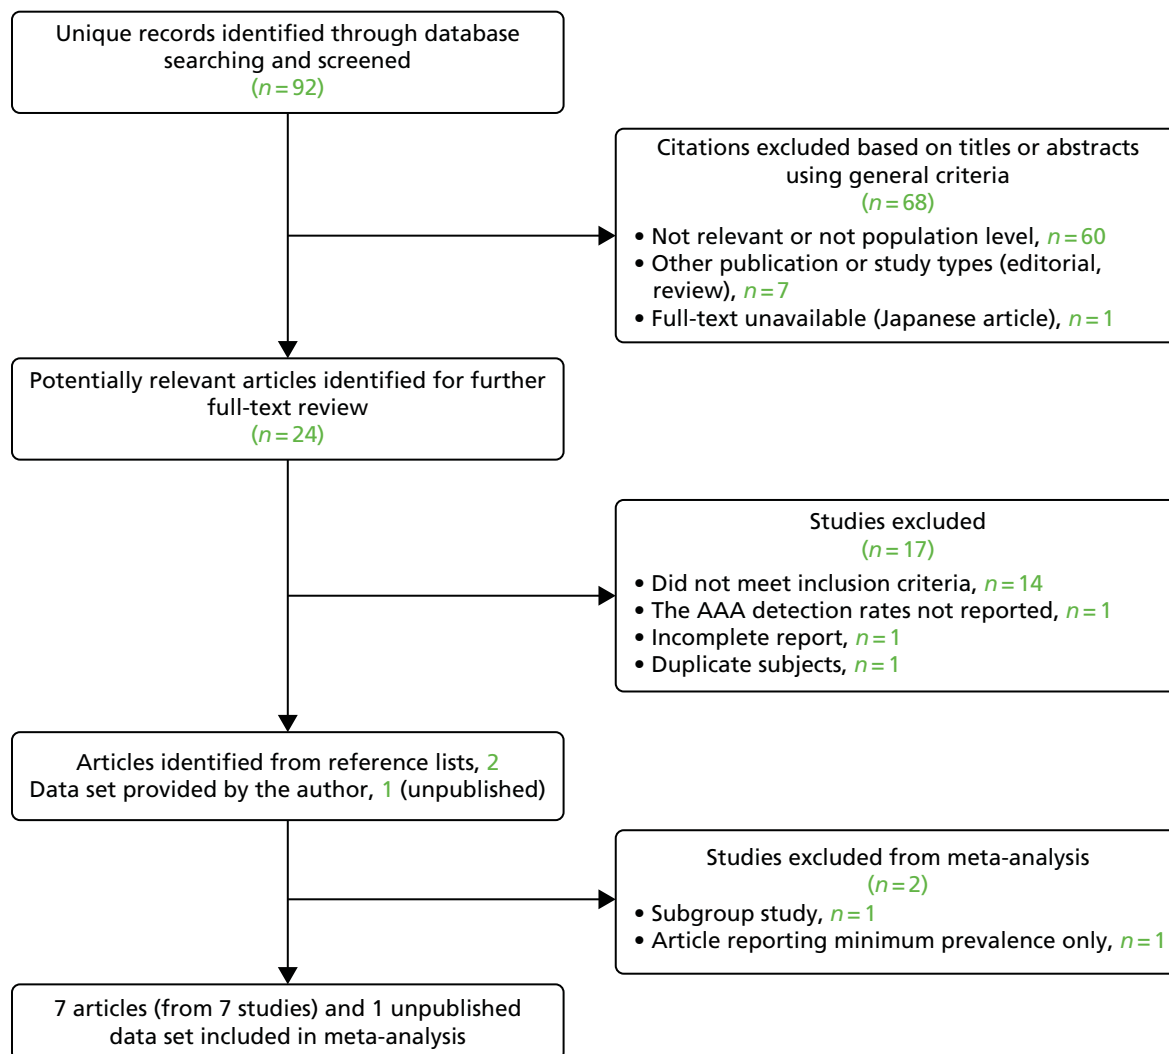 Unique records identified through database
searching and screened
(n=92)
Citations excluded based on titles or abstracts
using general criteria
(n=68)
• Not relevant or not population level, n=60
• Other publication or study types (editorial,
review), n=7
• Full-text unavailable (Japanese article), n=1
Potentially relevant articles identified for further
full-text review
(n=24)
Studies excluded
(n=17)
• Did not meet inclusion criteria, n=14
• The AAA detection rates not reported, n=1
• Incomplete report, n=1
• Duplicate subjects, n=1
Articles identified from reference lists, 2
Data set provided by the author, 1 (unpublished)
Studies excluded from meta-analysis
(n=2)
• Subgroup study, n=1
• Article reporting minimum prevalence only, n=1
7 articles (from 7 studies) and 1 unpublished
data set included in meta-analysis